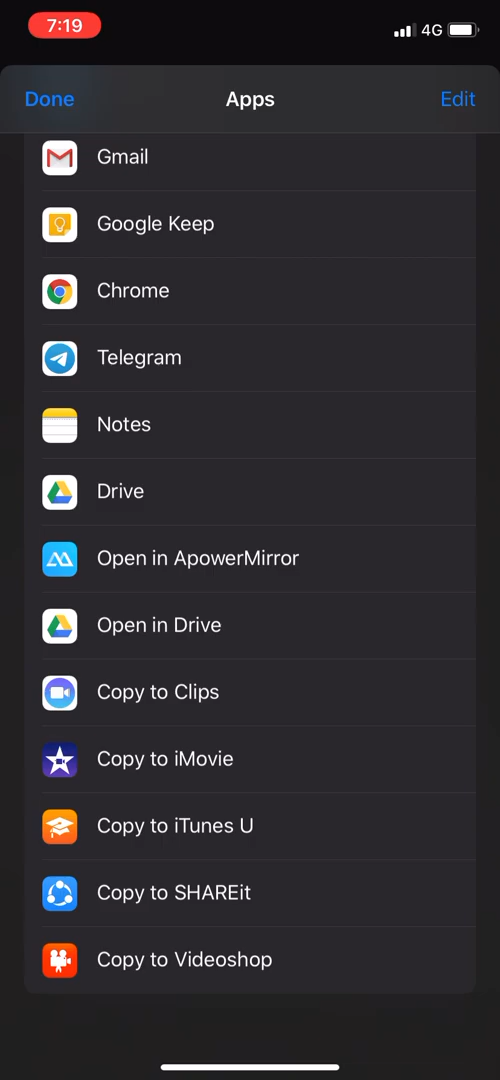 7:19
4G
Done
Apps
Edit
Gmail
Google Keep
Chrome
Telegram
Notes
Drive
Open in ApowerMirror
Open in Drive
Copy to Clips
Copy to iMovie
Copy to iTunes U
Copy to SHAREit
Copy to Videoshop